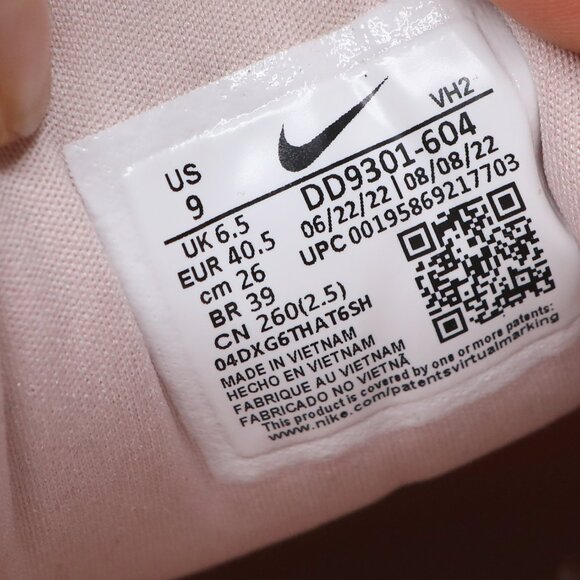 VH2
US
9
DD9301-604
06/22/22 | 08/08/22
UPC 00195869217703
UK 6.5
EUR 40.5
cm 26
BR 39
CN 260(2.5)
04DXG6THAT6SH
MADE IN VIETNAM
HECHO EN VIETNAM
FABRIQUE AU VIETNAM
FABRICADO NO VIETNÃ
This product is covered by one or more patents:
www.nike.com/patentsvirtualmarking